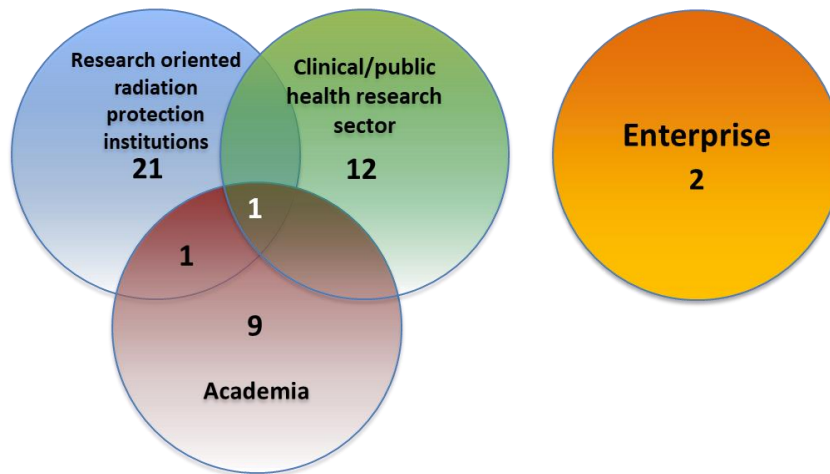 Research oriented
radiation
protection
institutions
21
Clinical/public
health research
sector
12
1
1
9
Academia
Enterprise
2